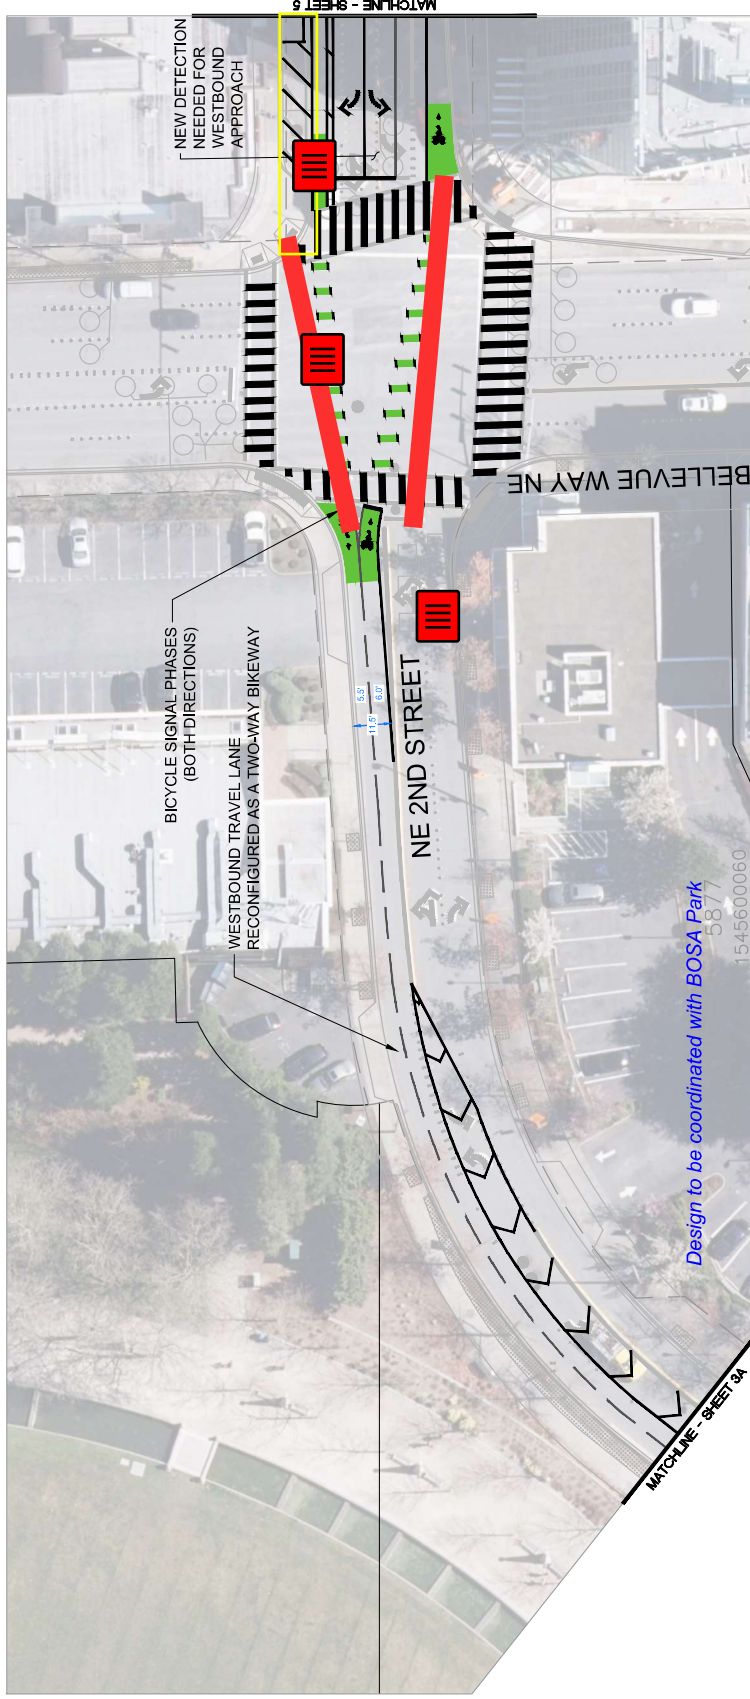 MATCHLINE - SHEET 5
NEW DETECTION
NEEDED FOR
WESTBOUND
APPROACH
BELLEVUE WAY NE
BICYCLE SIGNAL PHASES
(BOTH DIRECTIONS)
5.5'
6.0'
11.5'
WESTBOUND TRAVEL LANE
RECONFIGURED AS A TWO-WAY BIKEWAY
NE 2ND STREET
Design to be coordinated with BOSA Park
5877
1545600060
MATCHLINE - SHEET 3A